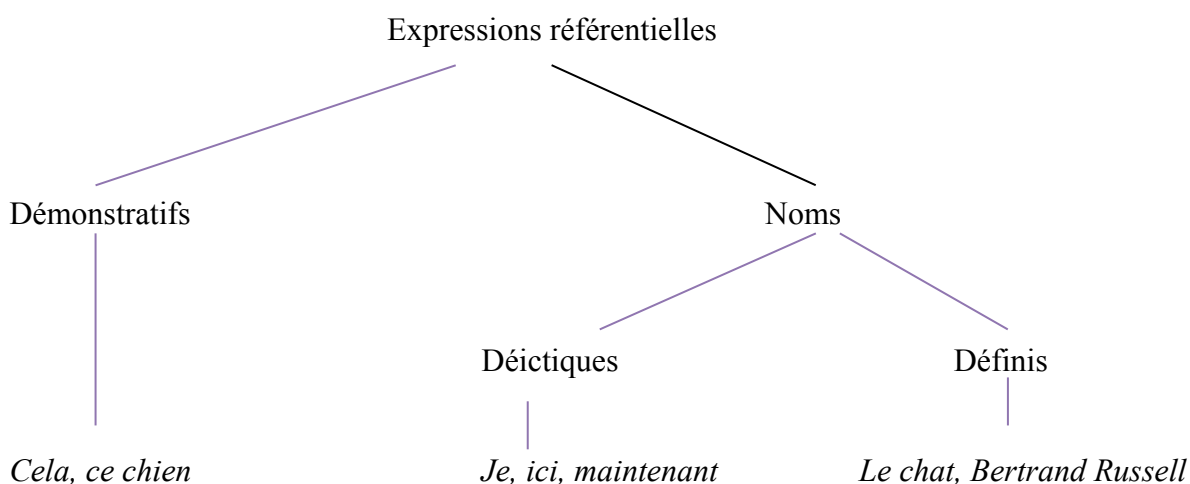 Expressions référentielles
Démonstratifs
Noms
Déictiques
Définis
Cela, ce chien
Je, ici, maintenant
Le chat, Bertrand Russell